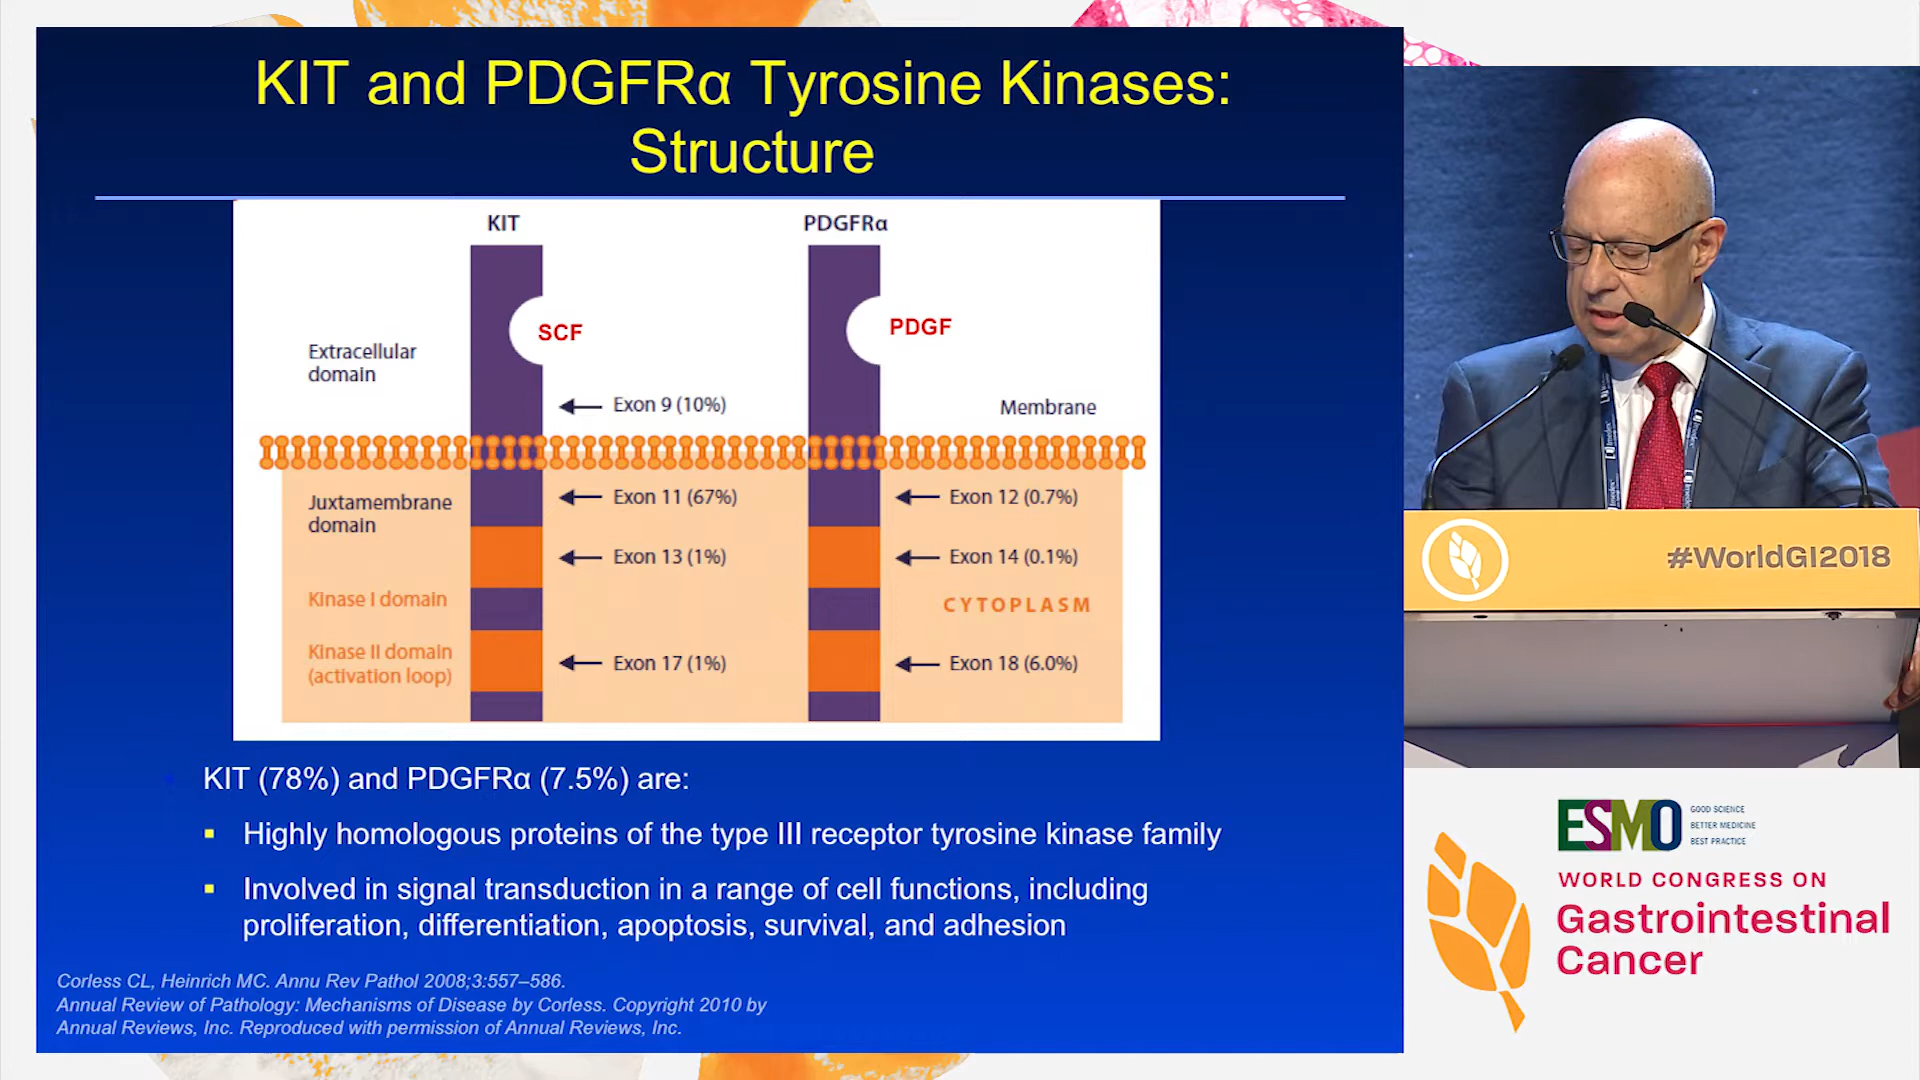 KIT and PDGFRα Tyrosine Kinases:
Structure
KIT
PDGFRα
SCF
PDGF
Extracellular
domain
Exon 9 (10%)
Membrane
Juxtamembrane
domain
Exon 11 (67%)
Exon 12 (0.7%)
Exon 13 (1%)
Exon 14 (0.1%)
Kinase I domain
CYTOPLASM
Kinase II domain
(activation loop)
Exon 17 (1%)
Exon 18 (6.0%)
KIT (78%) and PDGFRα (7.5%) are:
Highly homologous proteins of the type III receptor tyrosine kinase family
Involved in signal transduction in a range of cell functions, including
proliferation, differentiation, apoptosis, survival, and adhesion
Corless CL, Heinrich MC. Annu Rev Pathol 2008;3:557–586.
Annual Review of Pathology: Mechanisms of Disease by Corless. Copyright 2010 by
Annual Reviews, Inc. Reproduced with permission of Annual Reviews, Inc.
#WorldGI2018
ESMO
GOOD SCIENCE
BETTER MEDICINE
BEST PRACTICE
WORLD CONGRESS ON
Gastrointestinal
Cancer